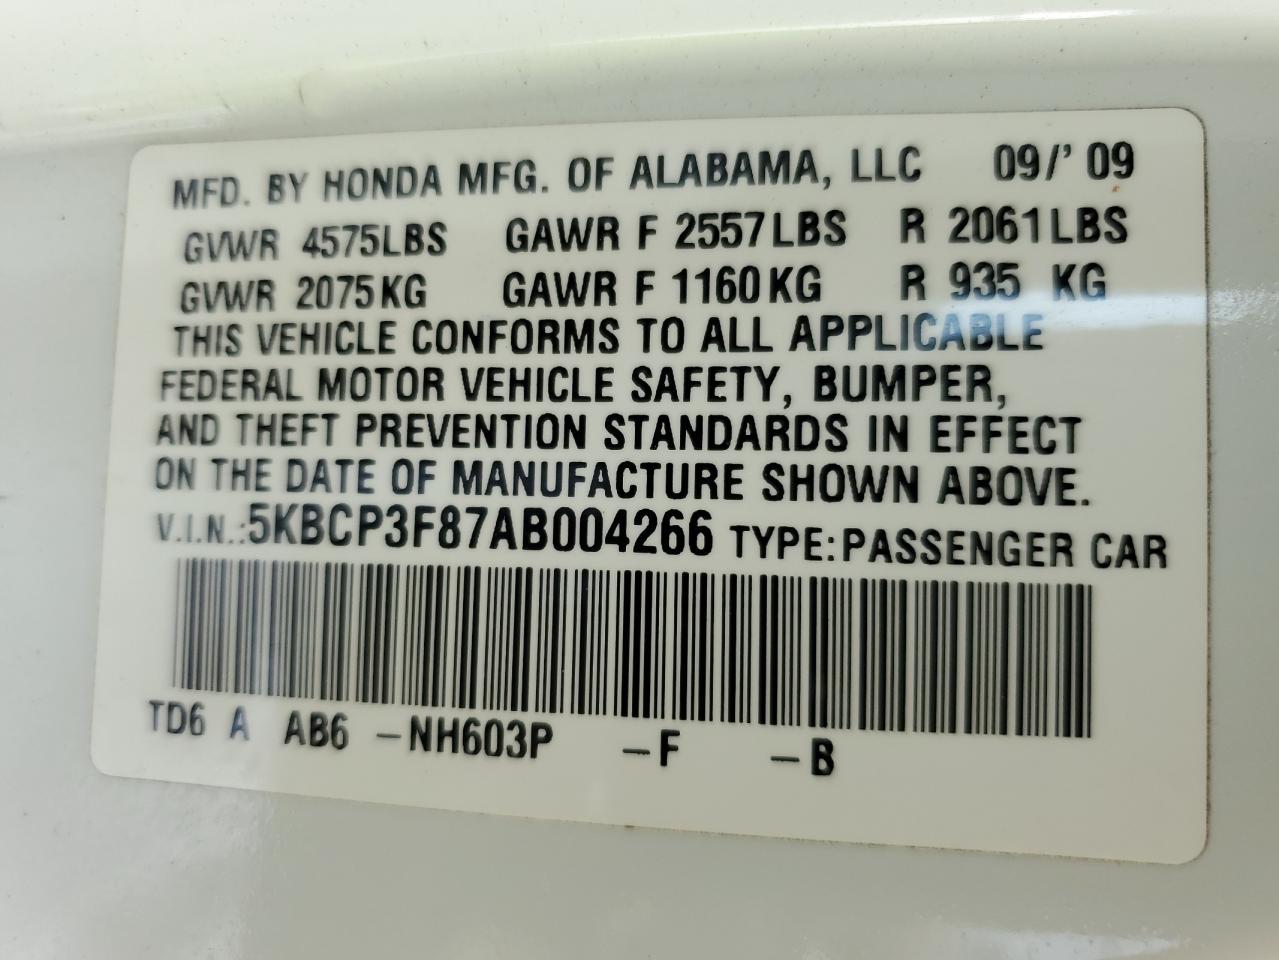 MFD. BY HONDA MFG. OF ALABAMA, LLC 09/' 09
GVWR 4575LBS GAWR F 2557LBS R 2061LBS
GVWR 2075KG GAWR F 1160KG R 935 KG
THIS VEHICLE CONFORMS TO ALL APPLICABLE
FEDERAL MOTOR VEHICLE SAFETY, BUMPER,
AND THEFT PREVENTION STANDARDS IN EFFECT
ON THE DATE OF MANUFACTURE SHOWN ABOVE.
V.I.N.:5KBCP3F87AB004266 TYPE:PASSENGER CAR
TD6 A AB6 -NH603P -F -B